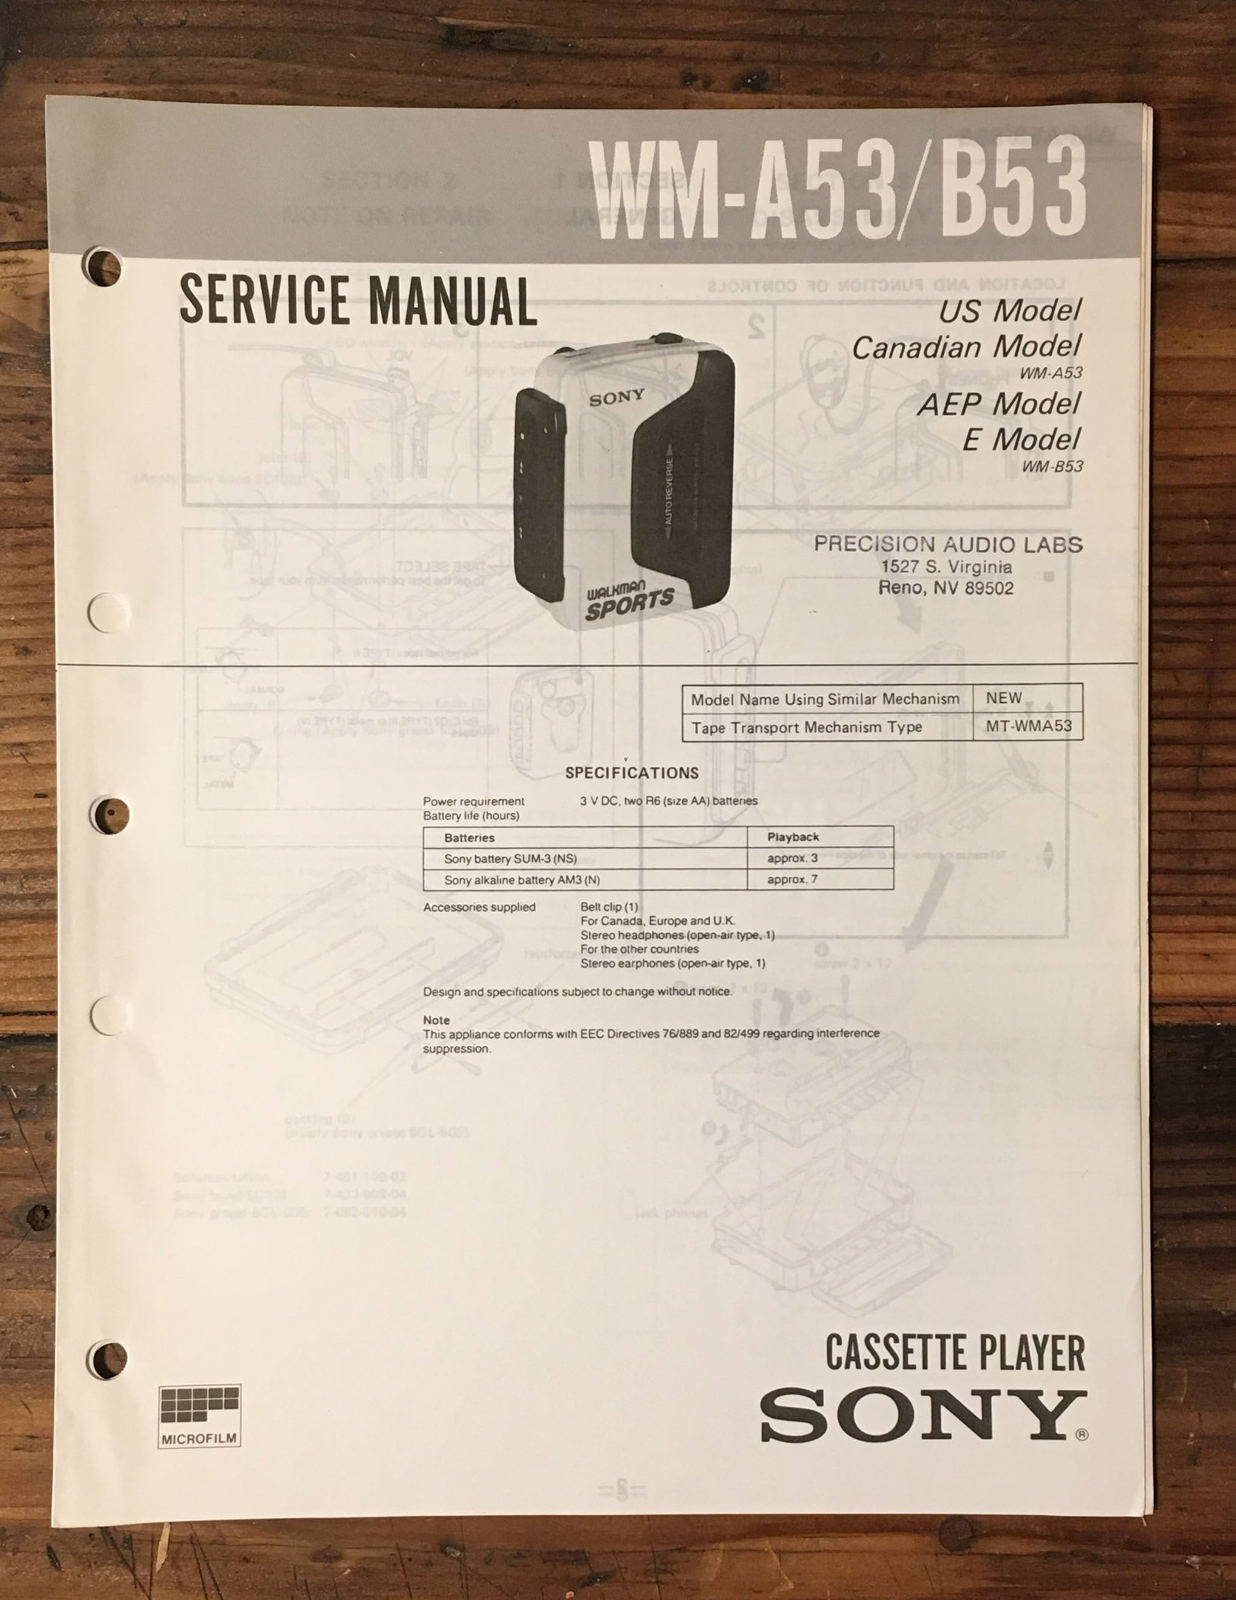 WM-A53/B53
SERVICE MANUAL
US Model
Canadian Model
WM-A53
AEP Model
E Model
WM-B53
SONY
AUTO REVERSE
WALKMAN
SPORTS
PRECISION AUDIO LABS
1527 S. Virginia
Reno, NV 89502
Model Name Using Similar Mechanism NEW
Tape Transport Mechanism Type MT-WMA53
SPECIFICATIONS
Power requirement 3 V DC, two R6 (size AA) batteries
Battery life (hours)
Batteries Playback
Sony battery SUM-3 (NS) approx. 3
Sony alkaline battery AM3 (N) approx. 7
Accessories supplied Belt clip (1)
For Canada, Europe and U.K.
Stereo headphones (open-air type, 1)
For the other countries
Stereo earphones (open-air type, 1)
Design and specifications subject to change without notice.
Note
This appliance conforms with EEC Directives 76/889 and 82/499 regarding interference
suppression.
CASSETTE PLAYER
SONY®
MICROFILM